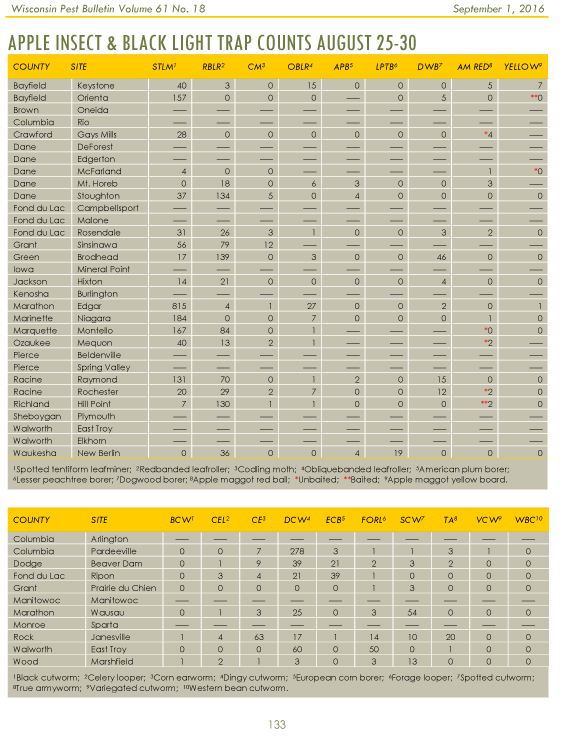 Wisconsin Pest Bulletin Volume 61 No. 18 September 1, 2016
APPLE INSECT & BLACK LIGHT TRAP COUNTS AUGUST 25-30
COUNTY SITE STLM¹ RBLR² CM³ OBLR⁴ APB⁵ LPTB⁶ DWB⁷ AM RED⁸ YELLOW⁹
Bayfield Keystone 40 3 0 15 0 0 0 5 7
Bayfield Orienta 157 0 0 0 — 0 5 0 **0
Brown Oneida — — — — — — — — —
Columbia Rio — — — — — — — — —
Crawford Gays Mills 28 0 0 0 0 0 0 *4 —
Dane DeForest — — — — — — — — —
Dane Edgerton — — — — — — — — —
Dane McFarland 4 0 0 — — — — 1 *0
Dane Mt. Horeb 0 18 0 6 3 0 0 3 —
Dane Stoughton 37 134 5 0 4 0 0 0 0
Fond du Lac Campbellsport — — — — — — — — —
Fond du Lac Malone — — — — — — — — —
Fond du Lac Rosendale 31 26 3 1 0 0 3 2 0
Grant Sinsinawa 56 79 12 — — — — — —
Green Brodhead 17 139 0 3 0 0 46 0 0
Iowa Mineral Point — — — — — — — — —
Jackson Hixton 14 21 0 0 0 0 4 0 0
Kenosha Burlington — — — — — — — — —
Marathon Edgar 815 4 1 27 0 0 2 0 1
Marinette Niagara 184 0 0 7 0 0 0 1 0
Marquette Montello 167 84 0 1 — — — *0 0
Ozaukee Mequon 40 13 2 1 — — — *2 —
Pierce Beldenville — — — — — — — — —
Pierce Spring Valley — — — — — — — — —
Racine Raymond 131 70 0 1 2 0 15 0 0
Racine Rochester 20 29 2 7 0 0 12 *2 0
Richland Hill Point 7 130 1 1 0 0 0 **2 0
Sheboygan Plymouth — — — — — — — — —
Walworth East Troy — — — — — — — — —
Walworth Elkhorn — — — — — — — — —
Waukesha New Berlin 0 36 0 0 4 19 0 0 0
¹Spotted tentiform leafminer; ²Redbanded leafroller; ³Codling moth; ⁴Obliquebanded leafroller; ⁵American plum borer;
⁶Lesser peachtree borer; ⁷Dogwood borer; ⁸Apple maggot red ball; *Unbaited; **Baited; ⁹Apple maggot yellow board.
COUNTY SITE BCW¹ CEL² CE³ DCW⁴ ECB⁵ FORL⁶ SCW⁷ TA⁸ VCW⁹ WBC¹⁰
Columbia Arlington — — — — — — — — — —
Columbia Pardeeville 0 0 7 278 3 1 1 3 1 0
Dodge Beaver Dam 0 1 9 39 21 2 3 2 0 0
Fond du Lac Ripon 0 3 4 21 39 1 0 0 0 0
Grant Prairie du Chien 0 0 0 0 0 1 3 0 0 0
Manitowoc Manitowoc — — — — — — — — — —
Marathon Wausau 0 1 3 25 0 3 54 0 0 0
Monroe Sparta — — — — — — — — — —
Rock Janesville 1 4 63 17 1 14 10 20 0 0
Walworth East Troy 0 0 0 60 0 50 0 1 0 0
Wood Marshfield 1 2 1 3 0 3 13 0 0 0
¹Black cutworm; ²Celery looper; ³Corn earworm; ⁴Dingy cutworm; ⁵European corn borer; ⁶Forage looper; ⁷Spotted cutworm;
⁸True armyworm; ⁹Variegated cutworm; ¹⁰Western bean cutworm.
133